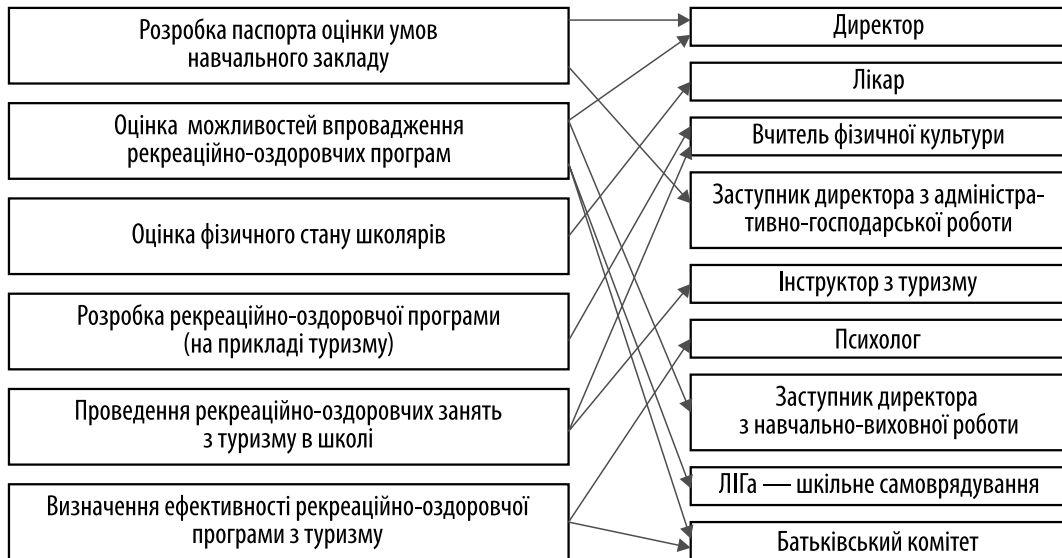 Розробка паспорта оцінки умов
навчального закладу
Оцінка можливостей впровадження
рекреаційно-оздоровчих програм
Оцінка фізичного стану школярів
Розробка рекреаційно-оздоровчої програми
(на прикладі туризму)
Проведення рекреаційно-оздоровчих занять
з туризму в школі
Визначення ефективності рекреаційно-оздоровчої
програми з туризму
Директор
Лікар
Вчитель фізичної культури
Заступник директора з адміністра-
тивно-господарської роботи
Інструктор з туризму
Психолог
Заступник директора
з навчально-виховної роботи
ЛІГа — шкільне самоврядування
Батьківський комітет